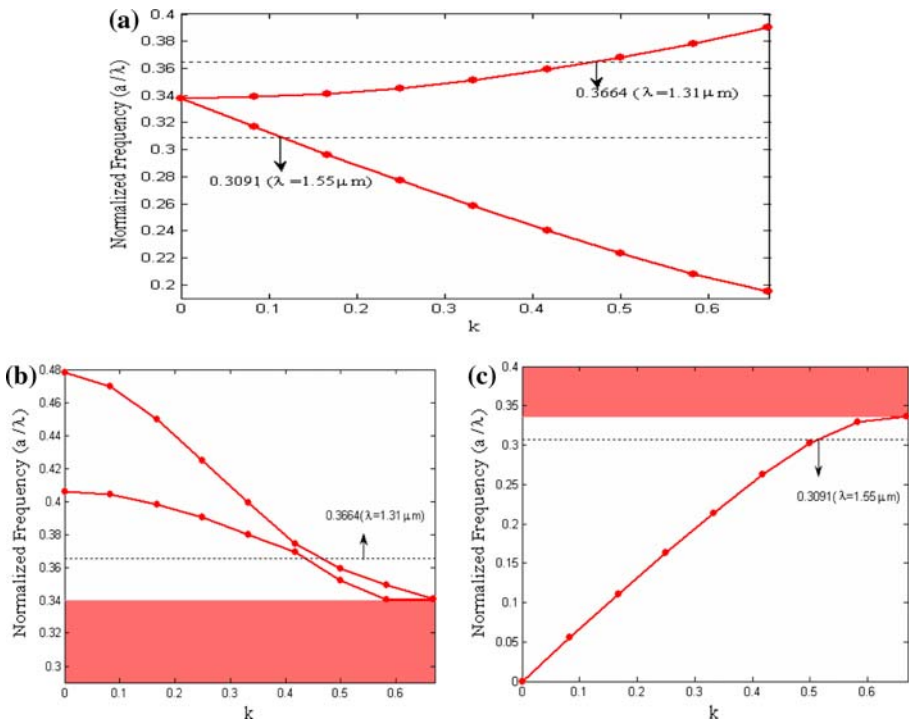 (a)
Normalized Frequency (a/λ)
0.4
0.38
0.36
0.34
0.32
0.3
0.28
0.26
0.24
0.22
0.2
0.3664 (λ=1.31μm)
0.3091 (λ=1.55μm)
0 0.1 0.2 0.3 0.4 0.5 0.6
k
(b)
Normalized Frequency (a/λ)
0.48
0.46
0.44
0.42
0.4
0.38
0.36
0.34
0.32
0.3
0.3664(λ=1.31μm)
0 0.1 0.2 0.3 0.4 0.5 0.6
k
(c)
Normalized Frequency (a/λ)
0.4
0.35
0.3
0.25
0.2
0.15
0.1
0.05
0
0.3091(λ=1.55μm)
0 0.1 0.2 0.3 0.4 0.5 0.6
k